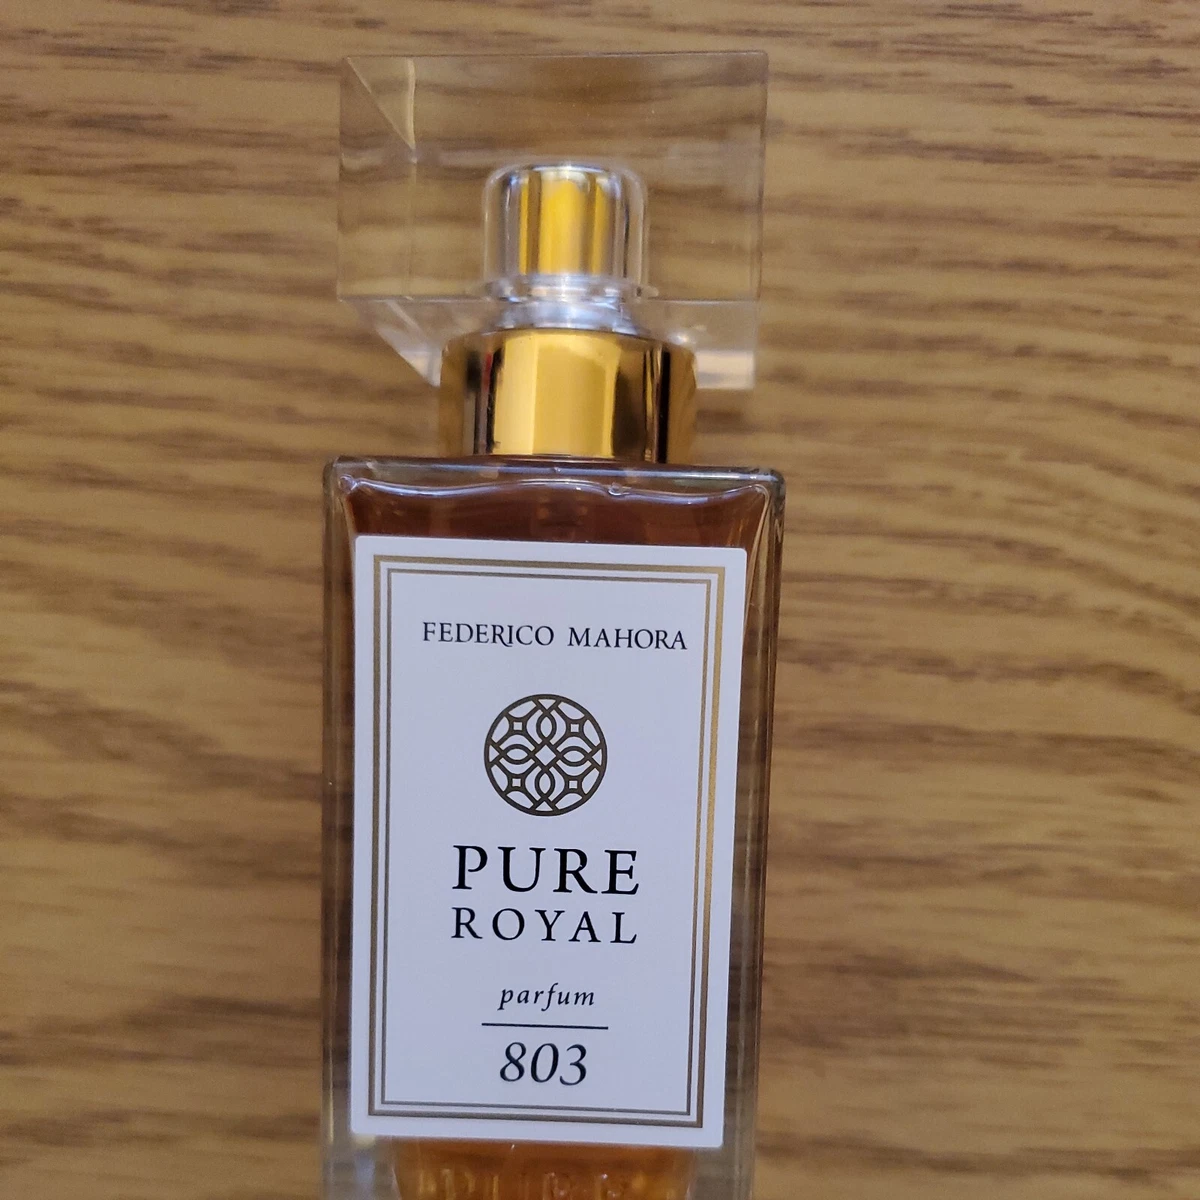 FEDERICO MAHORA
PURE
ROYAL
parfum
803